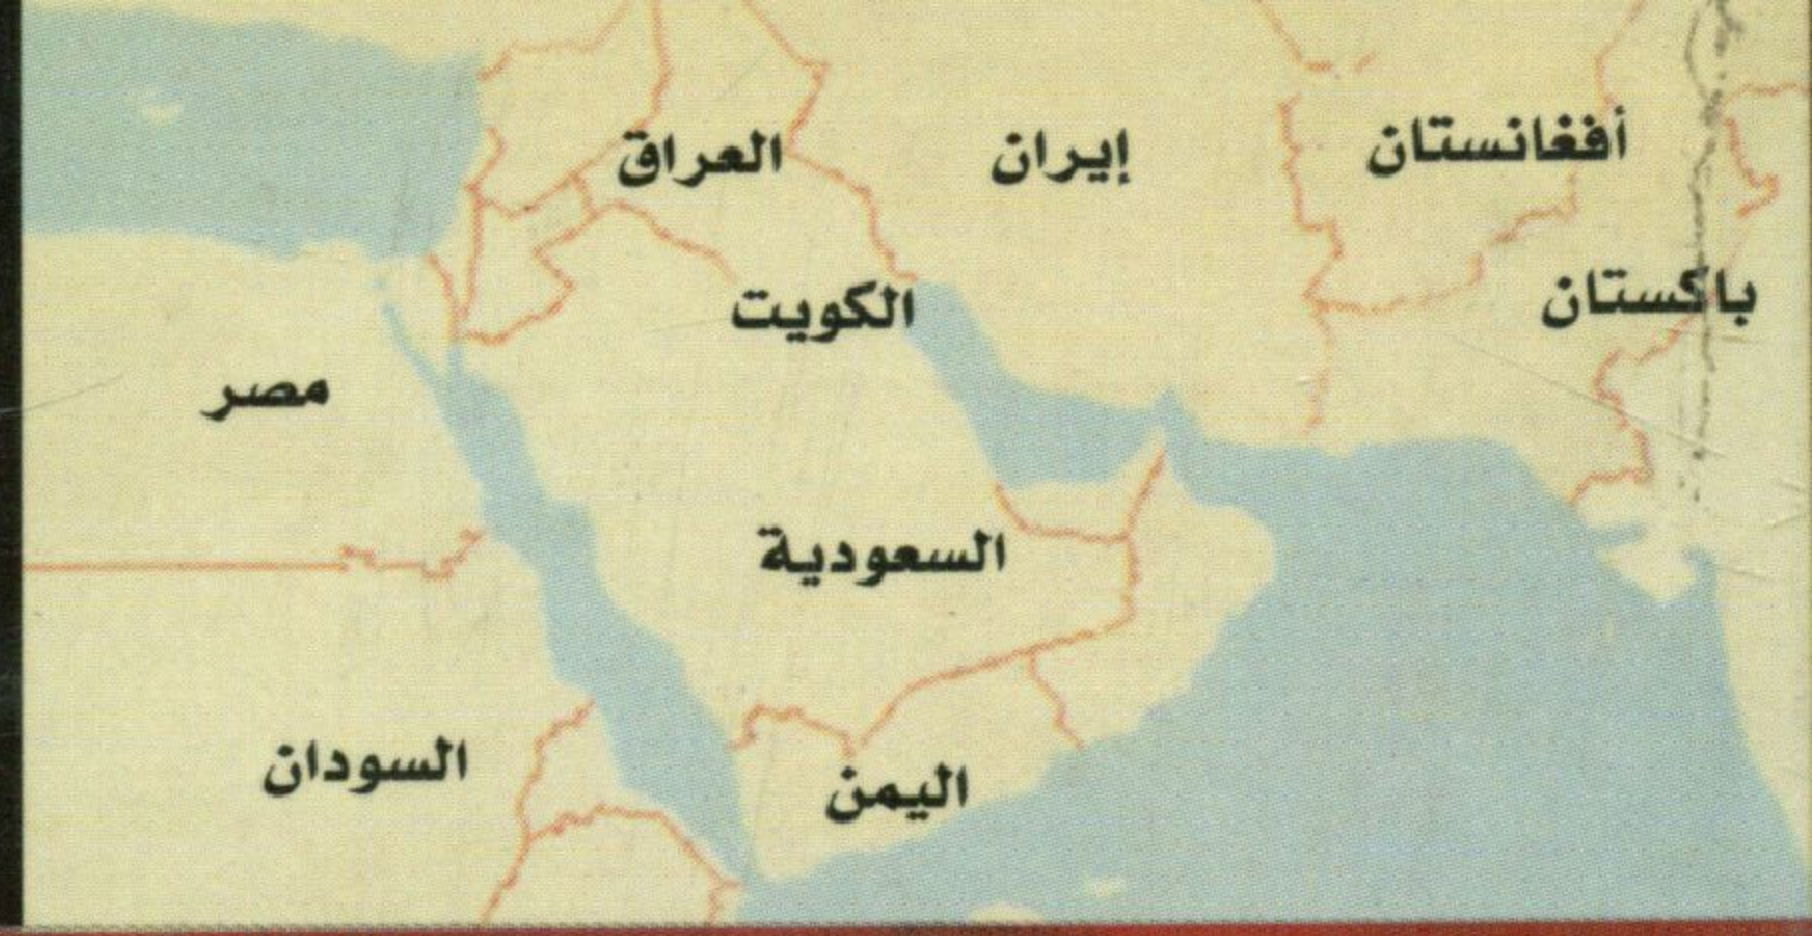 أفغانستان
إيران
العراق
باكستان
الكويت
مصر
السعودية
السودان
اليمن